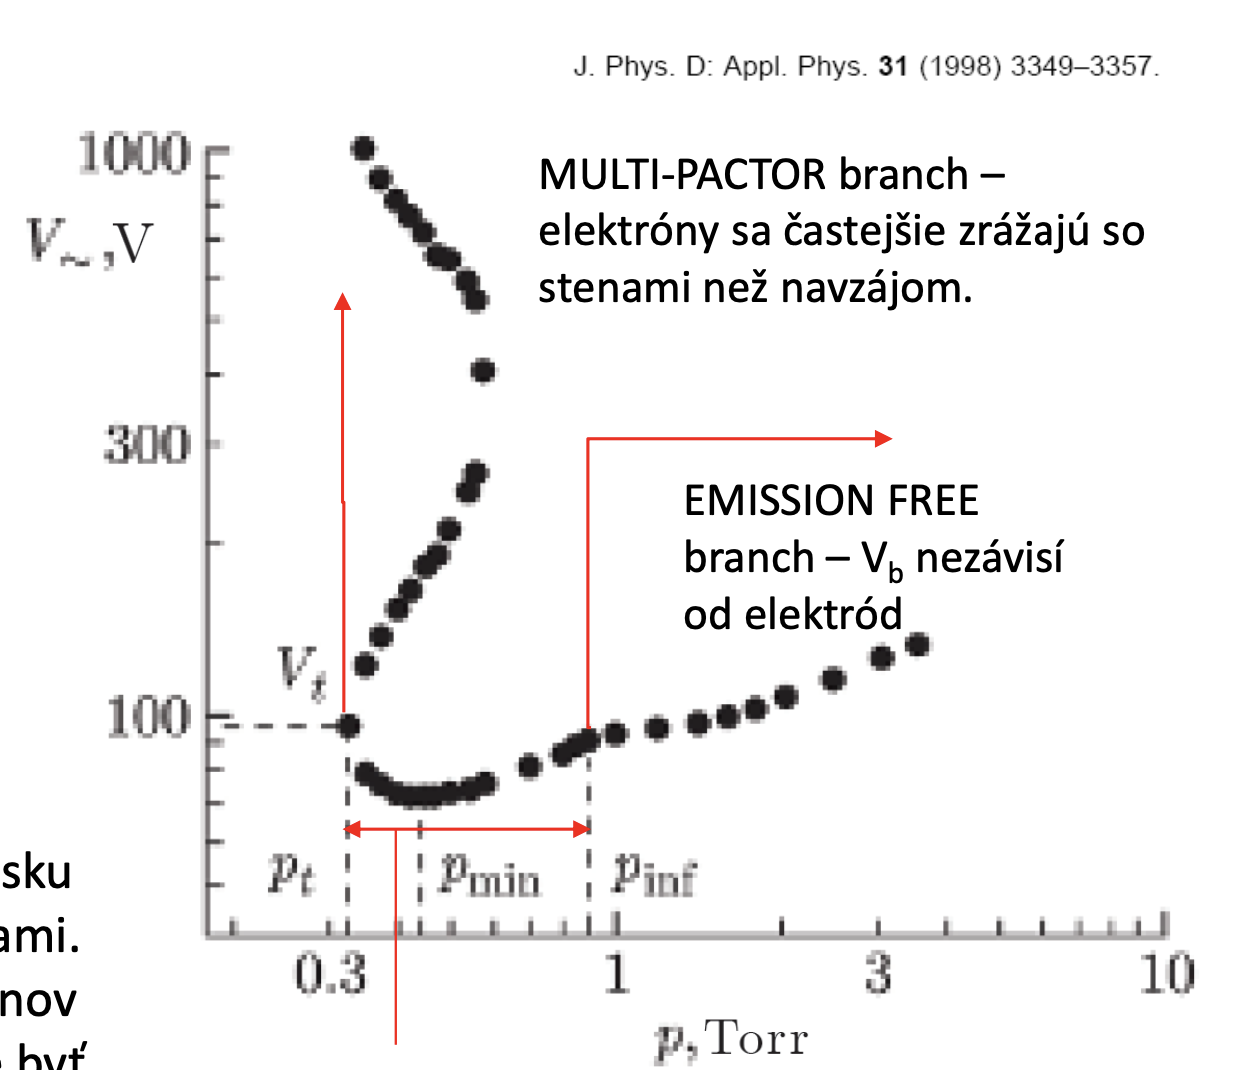 J. Phys. D: Appl. Phys. 31 (1998) 3349–3357.
1000
V~,V
MULTI-PACTOR branch –
elektróny sa častejšie zrážajú so
stenami než navzájom.
300
EMISSION FREE
branch – Vb nezávisí
od elektród
Vt
100
sku
ami.
nov
byť
pt
pmin
pinf
0.3
1
3
10
p,Torr